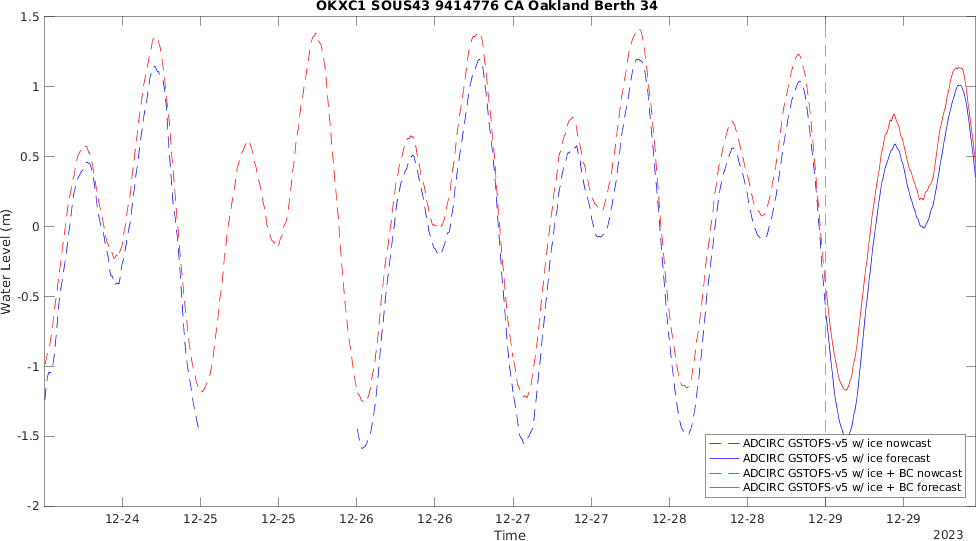 OKXC1 SOUS43 9414776 CA Oakland Berth 34
1.5
1
0.5
0
-0.5
-1
-1.5
-2
Water Level (m)
12-24
12-25
12-25
12-26
12-26
12-27
12-27
12-28
12-28
12-29
12-29
Time
2023
ADCIRC GSTOFS-v5 w/ ice nowcast
ADCIRC GSTOFS-v5 w/ ice forecast
ADCIRC GSTOFS-v5 w/ ice + BC nowcast
ADCIRC GSTOFS-v5 w/ ice + BC forecast